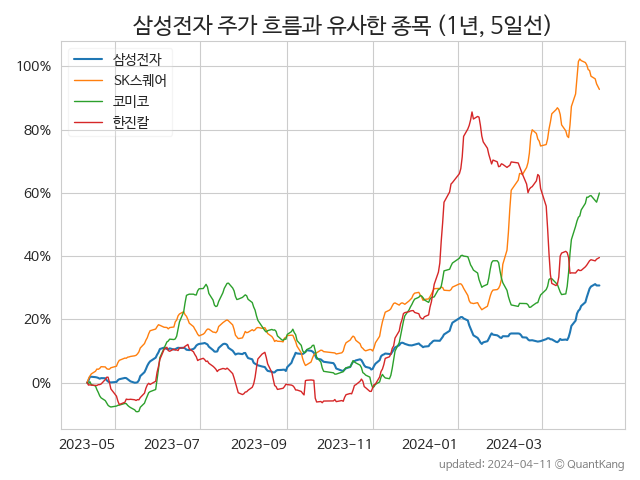 삼성전자 주가 흐름과 유사한 종목 (1년, 5일선)
삼성전자
SK스퀘어
코미코
한진칼
100%
80%
60%
40%
20%
0%
2023-05
2023-07
2023-09
2023-11
2024-01
2024-03
updated: 2024-04-11 © QuantKang